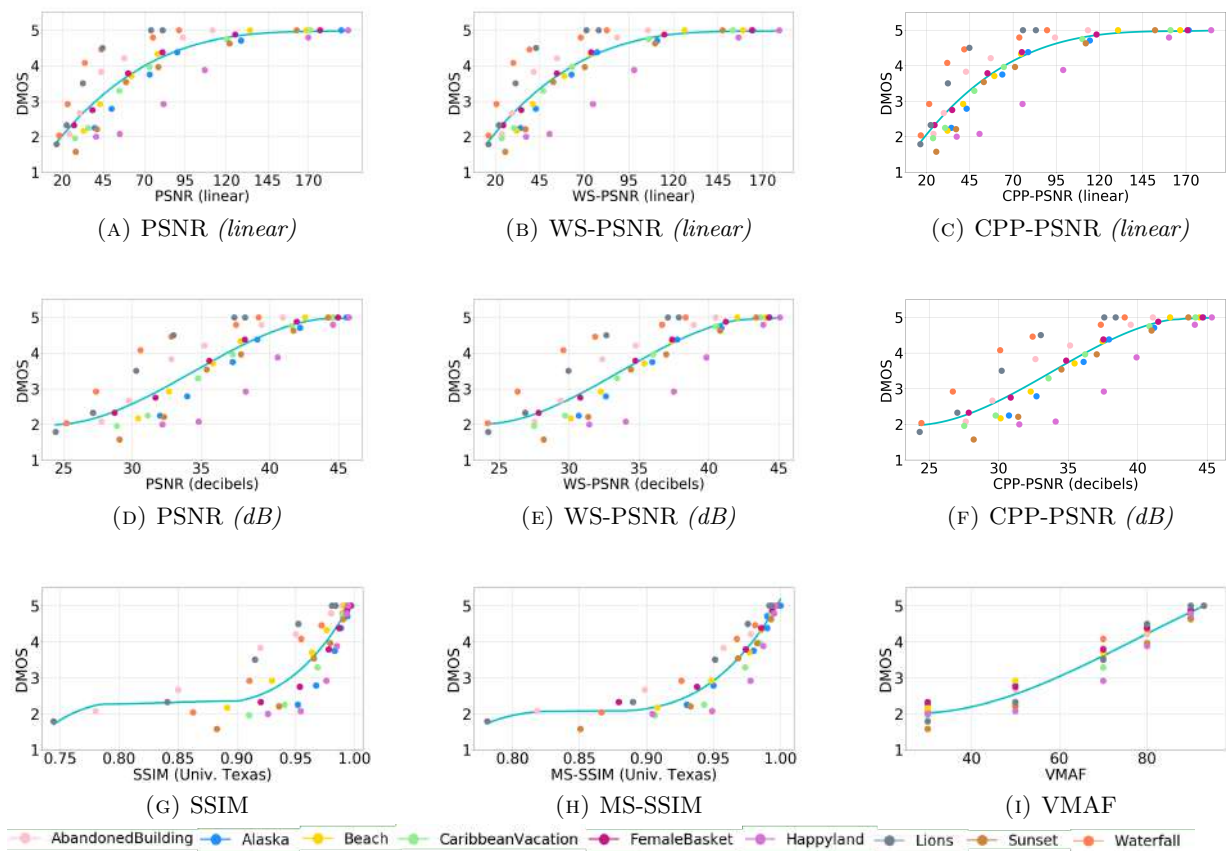 DMOS
5
4
3
2
1
20 45 70 95 120 145 170
PSNR (linear)
(A) PSNR (linear)
DMOS
5
4
3
2
1
20 45 70 95 120 145 170
WS-PSNR (linear)
(B) WS-PSNR (linear)
DMOS
5
4
3
2
1
20 45 70 95 120 145 170
CPP-PSNR (linear)
(C) CPP-PSNR (linear)
DMOS
5
4
3
2
1
25 30 35 40 45
PSNR (decibels)
(D) PSNR (dB)
DMOS
5
4
3
2
1
25 30 35 40 45
WS-PSNR (decibels)
(E) WS-PSNR (dB)
DMOS
5
4
3
2
1
25 30 35 40 45
CPP-PSNR (decibels)
(F) CPP-PSNR (dB)
DMOS
5
4
3
2
1
0.75 0.80 0.85 0.90 0.95 1.00
SSIM (Univ. Texas)
(G) SSIM
DMOS
5
4
3
2
1
0.80 0.85 0.90 0.95 1.00
MS-SSIM (Univ. Texas)
(H) MS-SSIM
DMOS
5
4
3
2
1
40 60 80
VMAF
(I) VMAF
AbandonedBuilding Alaska Beach CaribbeanVacation FemaleBasket Happyland Lions Sunset Waterfall